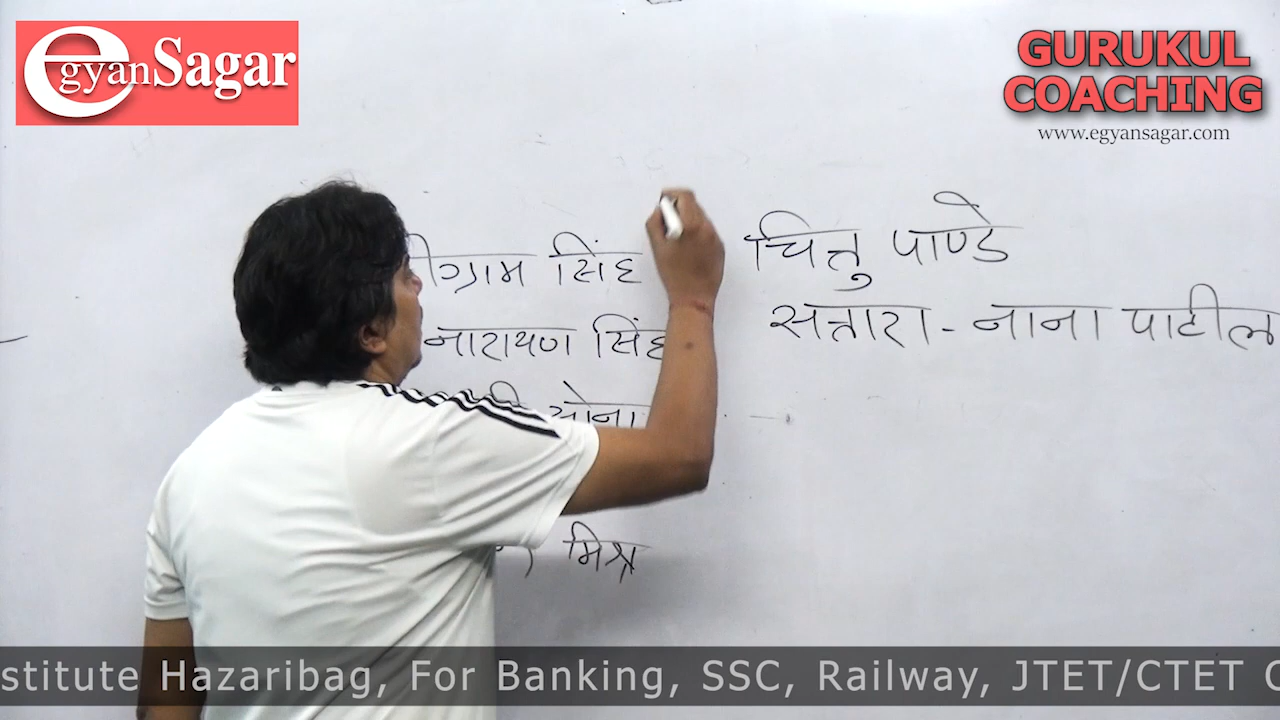 egyanSagar
GURUKUL
COACHING
www.egyansagar.com
चित्तु पाण्डे
सिंह
सत्तारा - नाना पाटील
नारायण सिंह
मिश्र
stitute Hazaribag, For Banking, SSC, Railway, JTET/CTET C